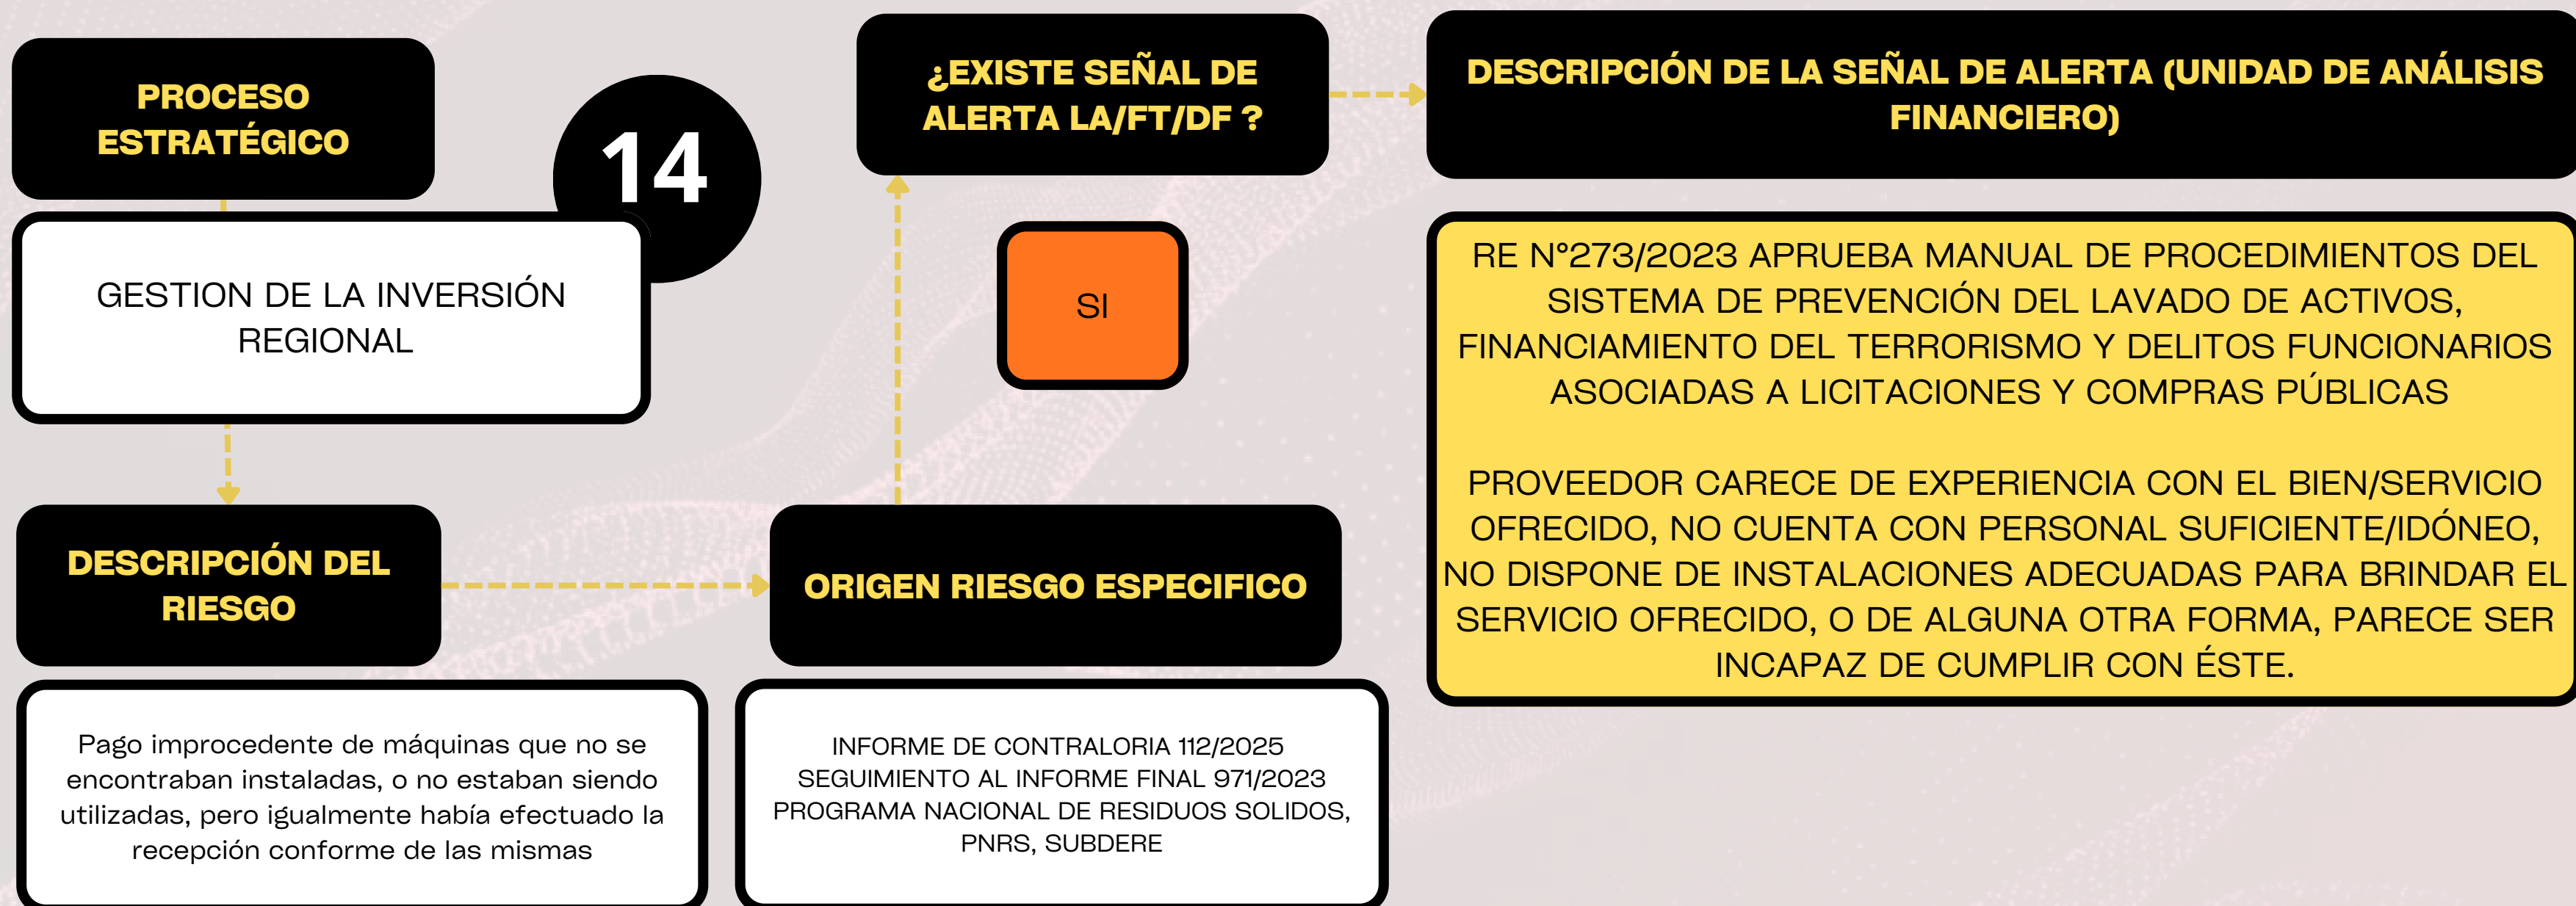 PROCESO
ESTRATÉGICO
14
GESTION DE LA INVERSIÓN
REGIONAL
DESCRIPCIÓN DEL
RIESGO
Pago improcedente de máquinas que no se
encontraban instaladas, o no estaban siendo
utilizadas, pero igualmente había efectuado la
recepción conforme de las mismas
ORIGEN RIESGO ESPECIFICO
INFORME DE CONTRALORIA 112/2025
SEGUIMIENTO AL INFORME FINAL 971/2023
PROGRAMA NACIONAL DE RESIDUOS SOLIDOS,
PNRS, SUBDERE
¿EXISTE SEÑAL DE
ALERTA LA/FT/DF ?
SI
DESCRIPCIÓN DE LA SEÑAL DE ALERTA (UNIDAD DE ANÁLISIS
FINANCIERO)
RE N°273/2023 APRUEBA MANUAL DE PROCEDIMIENTOS DEL
SISTEMA DE PREVENCIÓN DEL LAVADO DE ACTIVOS,
FINANCIAMIENTO DEL TERRORISMO Y DELITOS FUNCIONARIOS
ASOCIADAS A LICITACIONES Y COMPRAS PÚBLICAS
PROVEEDOR CARECE DE EXPERIENCIA CON EL BIEN/SERVICIO
OFRECIDO, NO CUENTA CON PERSONAL SUFICIENTE/IDÓNEO,
NO DISPONE DE INSTALACIONES ADECUADAS PARA BRINDAR EL
SERVICIO OFRECIDO, O DE ALGUNA OTRA FORMA, PARECE SER
INCAPAZ DE CUMPLIR CON ÉSTE.